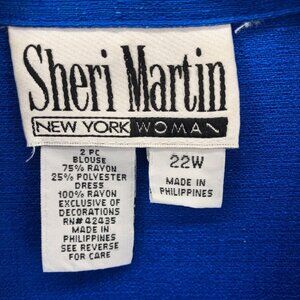 Sheri Martin
NEW YORK WOMAN
2 PC
BLOUSE
75% RAYON
25% POLYESTER
DRESS
100% RAYON
EXCLUSIVE OF
DECORATIONS
RN# 42435
MADE IN
PHILIPPINES
SEE REVERSE
FOR CARE
22W
MADE IN
PHILIPPINES